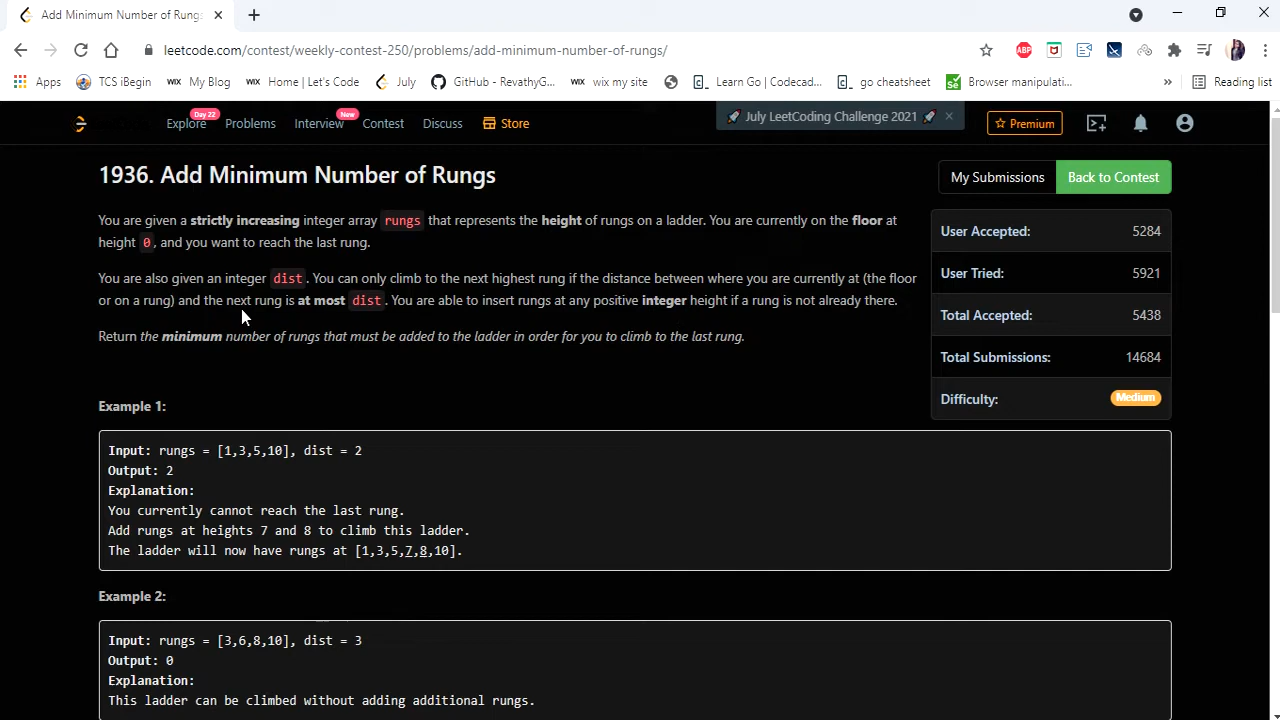 Add Minimum Number of Rungs
leetcode.com/contest/weekly-contest-250/problems/add-minimum-number-of-rungs/
ABP
Apps TCS iBegin WiX My Blog WiX Home | Let's Code July GitHub - RevathyG... WiX wix my site Learn Go | Codecad... go cheatsheet Browser manipulati... » Reading list
Day 22 New
Explore Problems Interview Contest Discuss Store 🚀 July LeetCoding Challenge 2021 🚀 × Premium
1936. Add Minimum Number of Rungs
My Submissions Back to Contest
You are given a strictly increasing integer array rungs that represents the height of rungs on a ladder. You are currently on the floor at
height 0, and you want to reach the last rung.
You are also given an integer dist. You can only climb to the next highest rung if the distance between where you are currently at (the floor
or on a rung) and the next rung is at most dist. You are able to insert rungs at any positive integer height if a rung is not already there.
Return the minimum number of rungs that must be added to the ladder in order for you to climb to the last rung.
User Accepted: 5284
User Tried: 5921
Total Accepted: 5438
Total Submissions: 14684
Difficulty: Medium
Example 1:
Input: rungs = [1,3,5,10], dist = 2
Output: 2
Explanation:
You currently cannot reach the last rung.
Add rungs at heights 7 and 8 to climb this ladder.
The ladder will now have rungs at [1,3,5,7,8,10].
Example 2:
Input: rungs = [3,6,8,10], dist = 3
Output: 0
Explanation:
This ladder can be climbed without adding additional rungs.